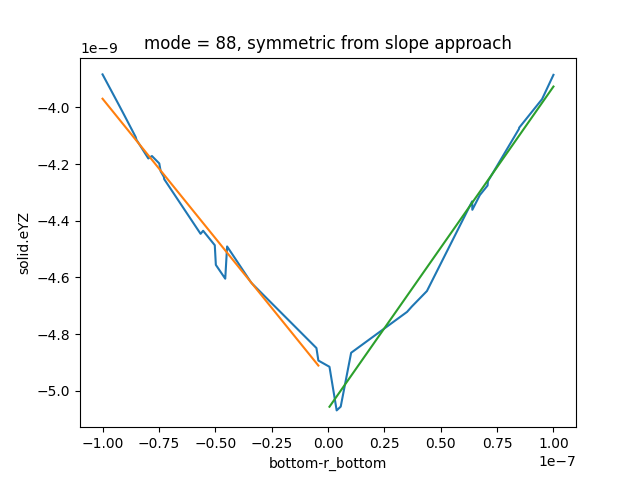 mode = 88, symmetric from slope approach
1e−9
−4.0
−4.2
−4.4
−4.6
−4.8
−5.0
solid.eYZ
−1.00 −0.75 −0.50 −0.25 0.00 0.25 0.50 0.75 1.00
bottom-r_bottom
1e−7